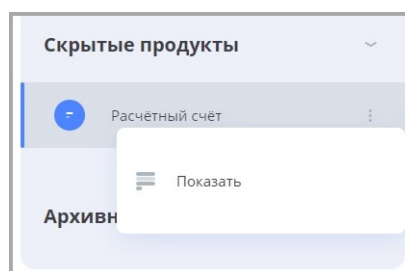 Скрытые продукты
Расчётный счёт
Показать
Архивн